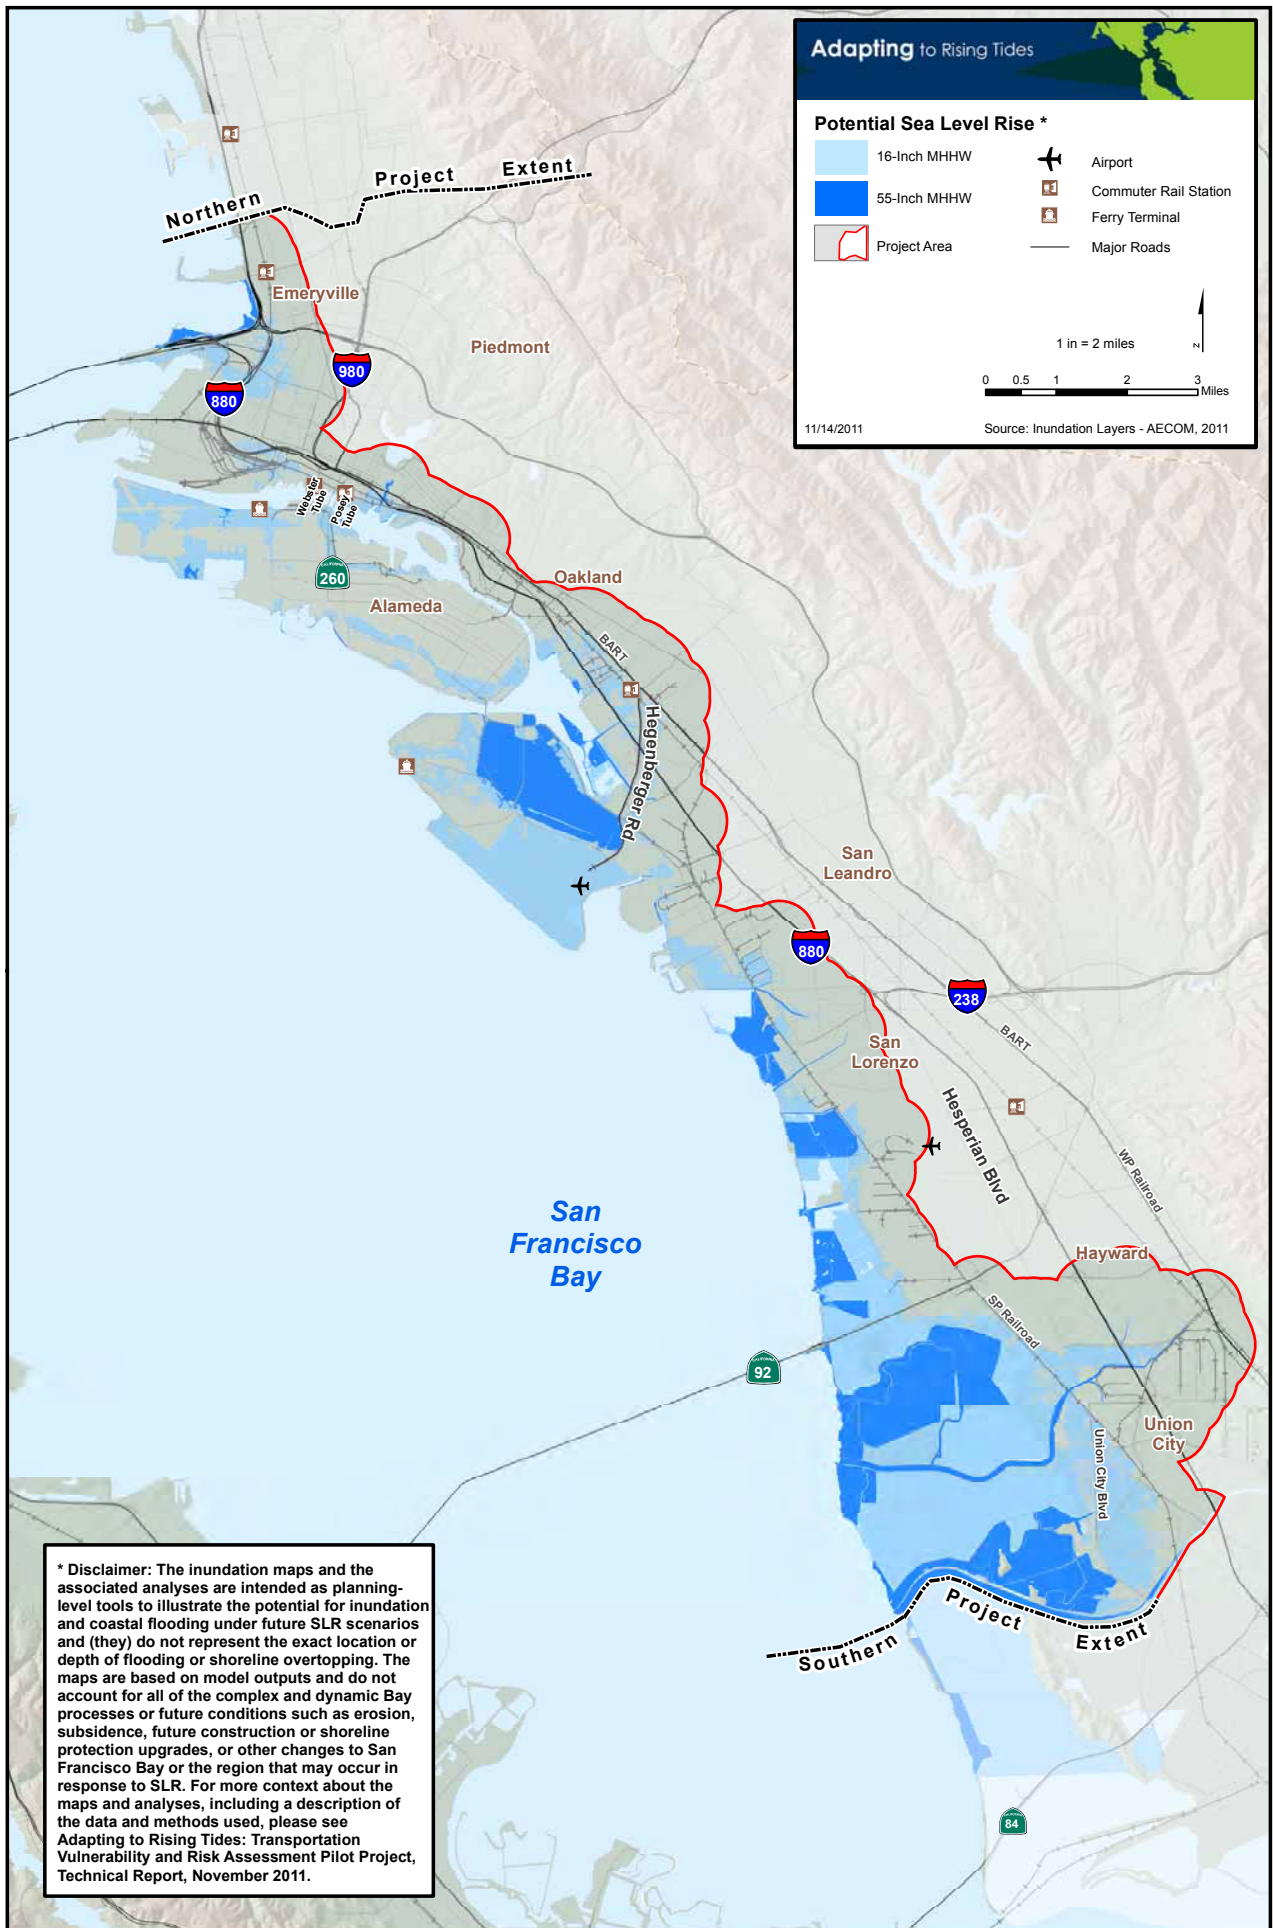 Adapting to Rising Tides
Potential Sea Level Rise *
16-Inch MHHW
55-Inch MHHW
Project Area
Airport
Commuter Rail Station
Ferry Terminal
Major Roads
1 in = 2 miles
N
0 0.5 1 2 3
Miles
11/14/2011
Source: Inundation Layers - AECOM, 2011
Northern Project Extent
Emeryville
Piedmont
980
880
Webster
Tube
Posey
Tube
CALIFORNIA
260
Oakland
Alameda
BART
Hegenberger Rd
San
Leandro
880
238
BART
San
Lorenzo
Hesperian Blvd
WP Railroad
San
Francisco
Bay
Hayward
SP Railroad
CALIFORNIA
92
Union
City
Union City Blvd
Southern Project Extent
CALIFORNIA
84
* Disclaimer: The inundation maps and the
associated analyses are intended as planning-
level tools to illustrate the potential for inundation
and coastal flooding under future SLR scenarios
and (they) do not represent the exact location or
depth of flooding or shoreline overtopping. The
maps are based on model outputs and do not
account for all of the complex and dynamic Bay
processes or future conditions such as erosion,
subsidence, future construction or shoreline
protection upgrades, or other changes to San
Francisco Bay or the region that may occur in
response to SLR. For more context about the
maps and analyses, including a description of
the data and methods used, please see
Adapting to Rising Tides: Transportation
Vulnerability and Risk Assessment Pilot Project,
Technical Report, November 2011.